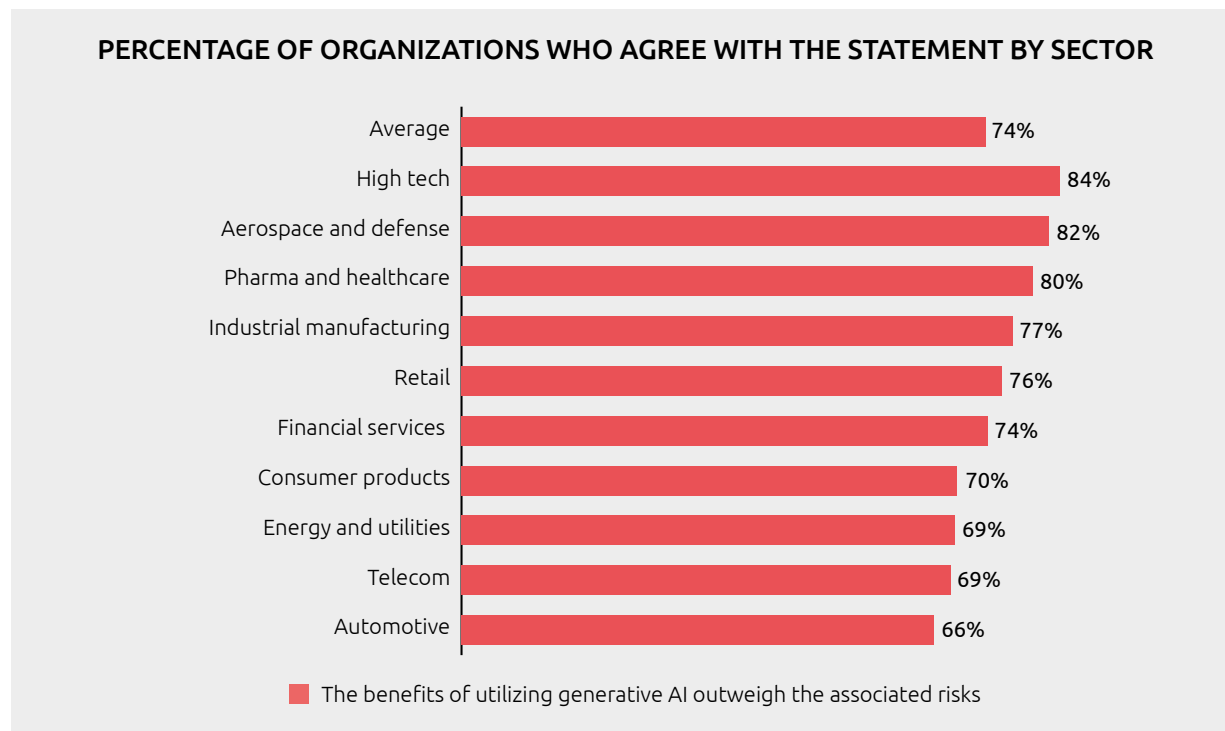 PERCENTAGE OF ORGANIZATIONS WHO AGREE WITH THE STATEMENT BY SECTOR
Average 74%
High tech 84%
Aerospace and defense 82%
Pharma and healthcare 80%
Industrial manufacturing 77%
Retail 76%
Financial services 74%
Consumer products 70%
Energy and utilities 69%
Telecom 69%
Automotive 66%
The benefits of utilizing generative AI outweigh the associated risks